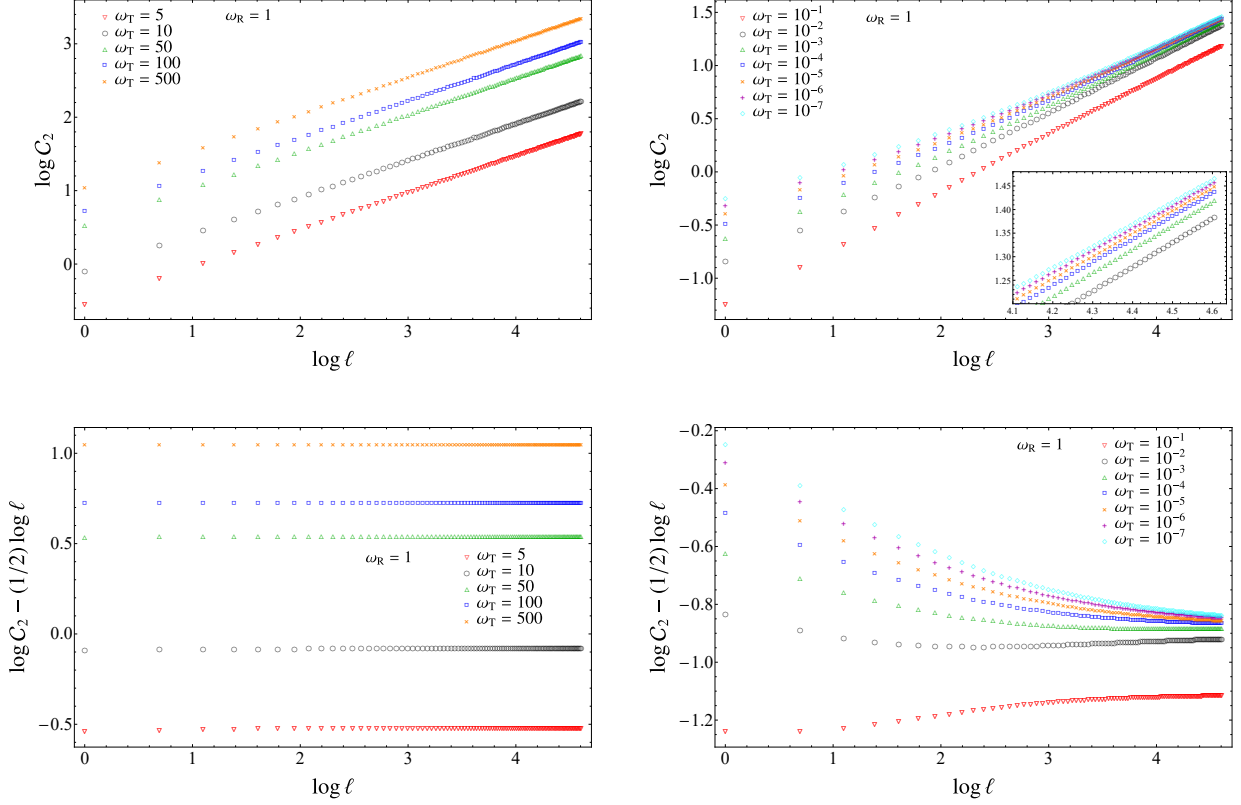 ω_T = 5
ω_T = 10
ω_T = 50
ω_T = 100
ω_T = 500
ω_R = 1
3
2
1
0
log C₂
0 1 2 3 4
log ℓ
ω_T = 10⁻¹
ω_T = 10⁻²
ω_T = 10⁻³
ω_T = 10⁻⁴
ω_T = 10⁻⁵
ω_T = 10⁻⁶
ω_T = 10⁻⁷
ω_R = 1
1.5
1.0
0.5
0.0
−0.5
−1.0
log C₂
0 1 2 3 4
log ℓ
1.45
1.40
1.35
1.30
1.25
4.1 4.2 4.3 4.4 4.5 4.6
1.0
0.5
0.0
−0.5
log C₂ − (1/2) log ℓ
ω_R = 1
ω_T = 5
ω_T = 10
ω_T = 50
ω_T = 100
ω_T = 500
0 1 2 3 4
log ℓ
−0.2
−0.4
−0.6
−0.8
−1.0
−1.2
log C₂ − (1/2) log ℓ
ω_R = 1
ω_T = 10⁻¹
ω_T = 10⁻²
ω_T = 10⁻³
ω_T = 10⁻⁴
ω_T = 10⁻⁵
ω_T = 10⁻⁶
ω_T = 10⁻⁷
0 1 2 3 4
log ℓ